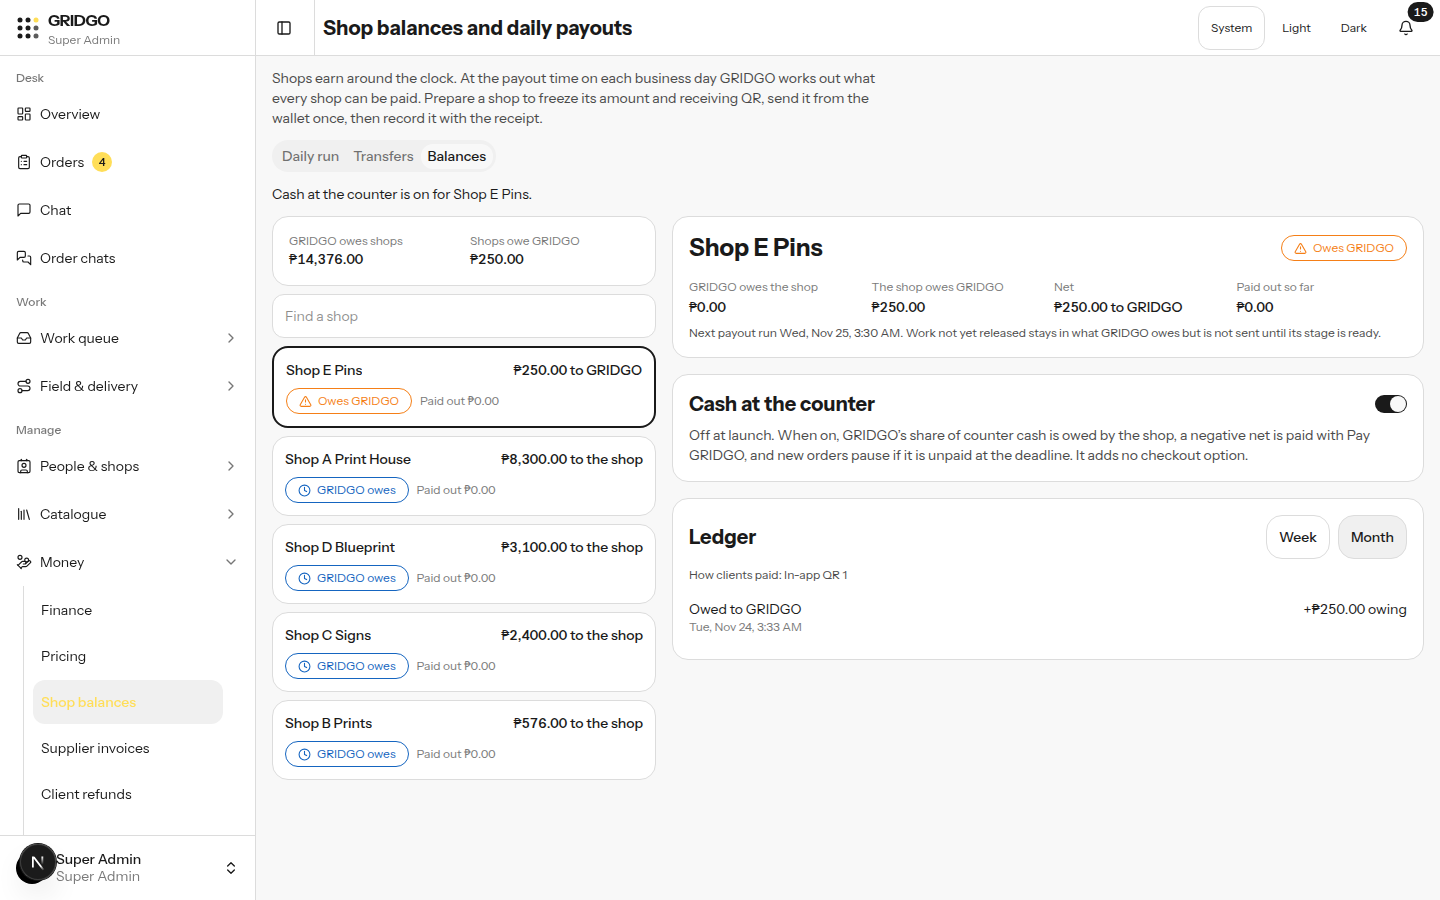 GRIDGO
Super Admin
Desk
Overview
Orders 4
Chat
Order chats
Work
Work queue
Field & delivery
Manage
People & shops
Catalogue
Money
Finance
Pricing
Shop balances
Supplier invoices
Client refunds
N
Super Admin
Super Admin
Shop balances and daily payouts
System
Light
Dark
15
Shops earn around the clock. At the payout time on each business day GRIDGO works out what
every shop can be paid. Prepare a shop to freeze its amount and receiving QR, send it from the
wallet once, then record it with the receipt.
Daily run Transfers Balances
Cash at the counter is on for Shop E Pins.
GRIDGO owes shops
₱14,376.00
Shops owe GRIDGO
₱250.00
Find a shop
Shop E Pins ₱250.00 to GRIDGO
Owes GRIDGO Paid out ₱0.00
Shop A Print House ₱8,300.00 to the shop
GRIDGO owes Paid out ₱0.00
Shop D Blueprint ₱3,100.00 to the shop
GRIDGO owes Paid out ₱0.00
Shop C Signs ₱2,400.00 to the shop
GRIDGO owes Paid out ₱0.00
Shop B Prints ₱576.00 to the shop
GRIDGO owes Paid out ₱0.00
Shop E Pins
Owes GRIDGO
GRIDGO owes the shop
₱0.00
The shop owes GRIDGO
₱250.00
Net
₱250.00 to GRIDGO
Paid out so far
₱0.00
Next payout run Wed, Nov 25, 3:30 AM. Work not yet released stays in what GRIDGO owes but is not sent until its stage is ready.
Cash at the counter
Off at launch. When on, GRIDGO's share of counter cash is owed by the shop, a negative net is paid with Pay
GRIDGO, and new orders pause if it is unpaid at the deadline. It adds no checkout option.
Ledger
Week
Month
How clients paid: In-app QR 1
Owed to GRIDGO +₱250.00 owing
Tue, Nov 24, 3:33 AM